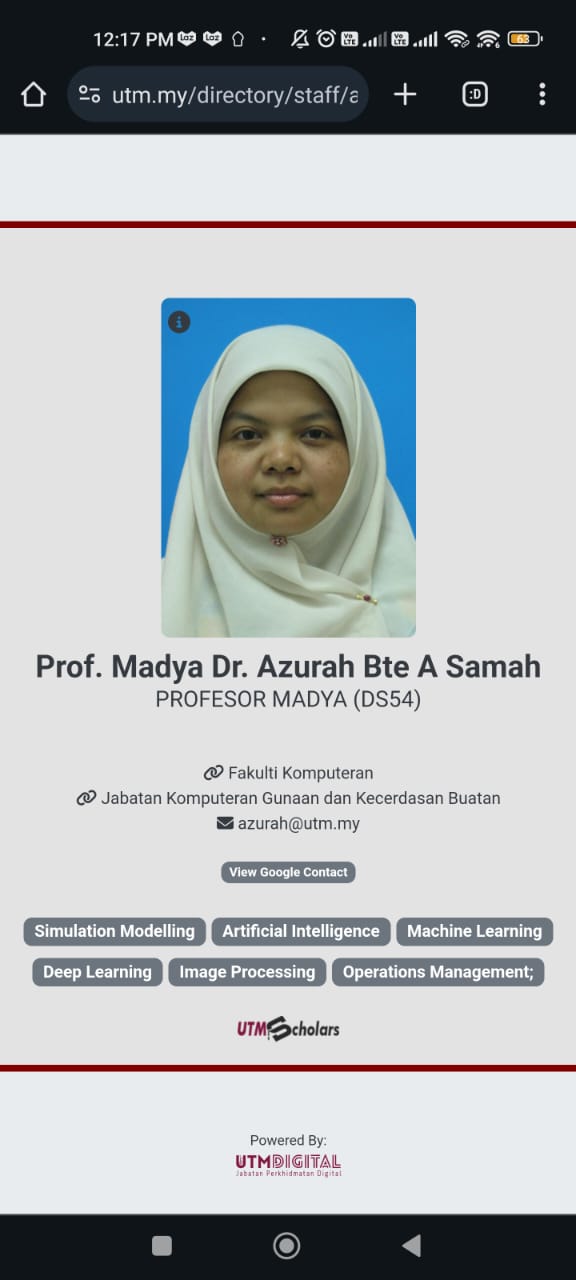 12:17 PM
utm.my/directory/staff/a
Prof. Madya Dr. Azurah Bte A Samah
PROFESOR MADYA (DS54)
Fakulti Komputeran
Jabatan Komputeran Gunaan dan Kecerdasan Buatan
azurah@utm.my
View Google Contact
Simulation Modelling Artificial Intelligence Machine Learning
Deep Learning Image Processing Operations Management;
UTMScholars
Powered By:
UTMDIGITAL
Jabatan Perkhidmatan Digital